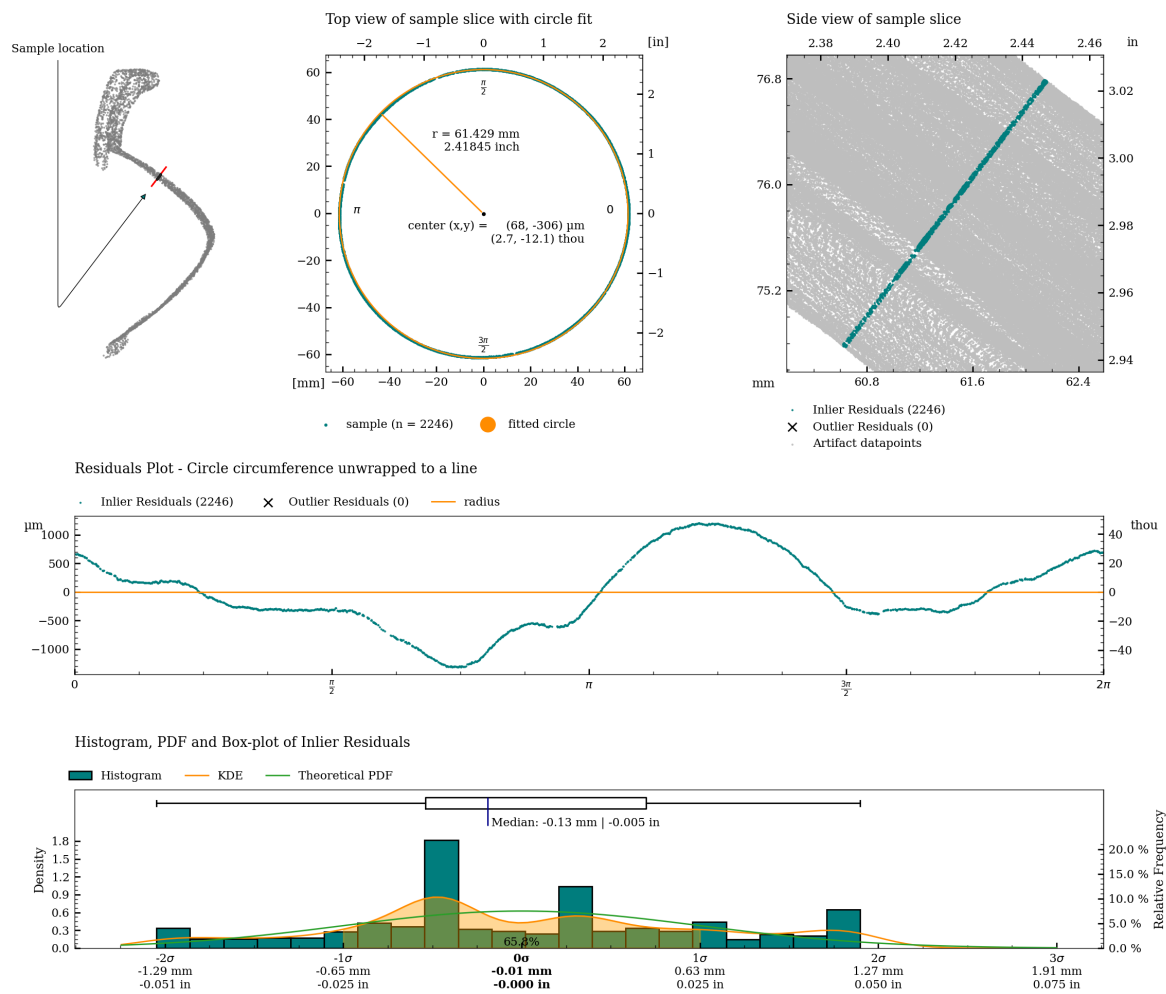 Sample location
Top view of sample slice with circle fit
−2 −1 0 1 2 [in]
60
40
20
0
−20
−40
−60
2
1
0
−1
−2
π/2
r = 61.429 mm
2.41845 inch
π
0
center (x,y) = (68, -306) µm
(2.7, -12.1) thou
3π/2
[mm] −60 −40 −20 0 20 40 60
sample (n = 2246) fitted circle
Side view of sample slice
2.38 2.40 2.42 2.44 2.46 in
76.8
76.0
75.2
3.02
3.00
2.98
2.96
2.94
mm 60.8 61.6 62.4
Inlier Residuals (2246)
Outlier Residuals (0)
Artifact datapoints
Residuals Plot - Circle circumference unwrapped to a line
Inlier Residuals (2246) Outlier Residuals (0) radius
µm thou
1000 40
500 20
0 0
−500 −20
−1000 −40
0 π/2 π 3π/2 2π
Histogram, PDF and Box-plot of Inlier Residuals
Histogram KDE Theoretical PDF
Median: -0.13 mm | -0.005 in
Density
1.8
1.5
1.2
0.9
0.6
0.3
0.0
Relative Frequency
20.0 %
15.0 %
10.0 %
5.0 %
0.0 %
65.8%
-2σ -1σ 0σ 1σ 2σ 3σ
-1.29 mm -0.65 mm -0.01 mm 0.63 mm 1.27 mm 1.91 mm
-0.051 in -0.025 in -0.000 in 0.025 in 0.050 in 0.075 in